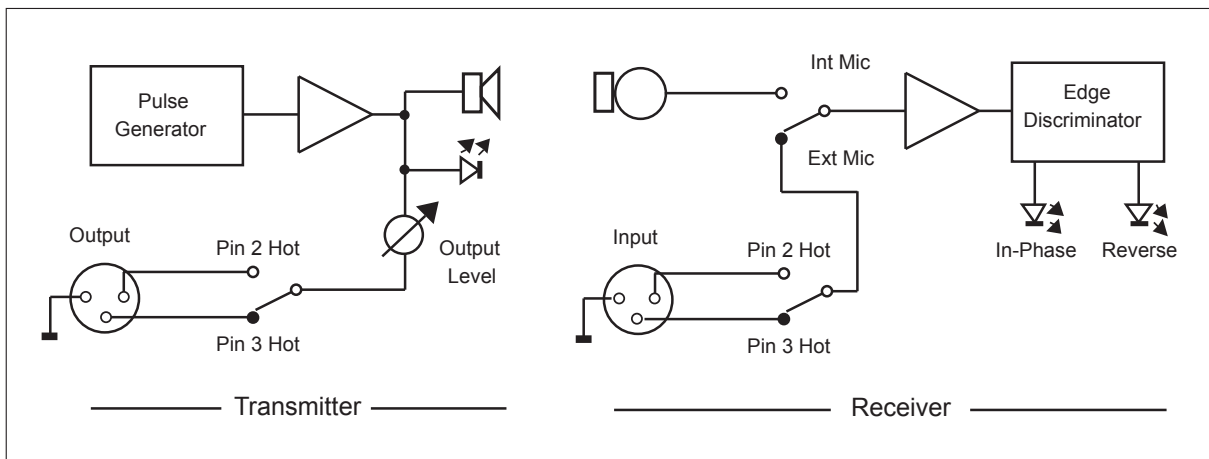 Pulse
Generator
Output
Pin 2 Hot
Pin 3 Hot
Output
Level
Transmitter
Int Mic
Ext Mic
Edge
Discriminator
In-Phase
Reverse
Input
Pin 2 Hot
Pin 3 Hot
Receiver